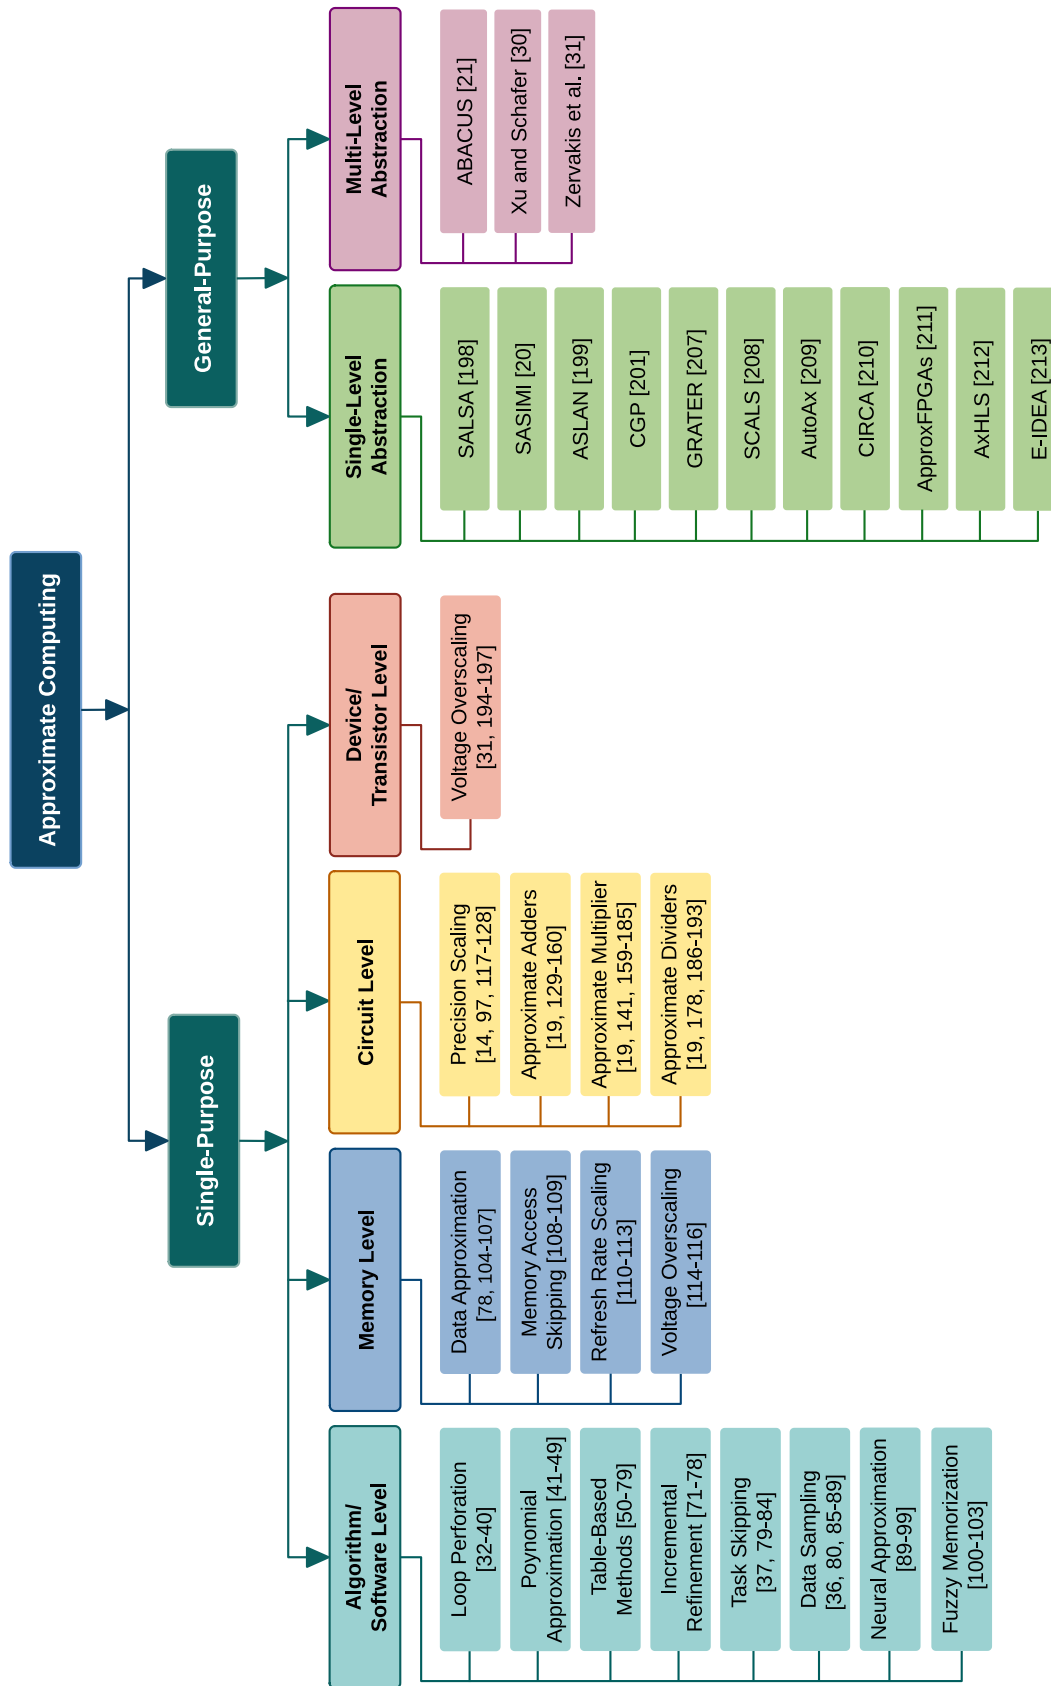 Approximate Computing
Single-Purpose
General-Purpose
Algorithm/
Software Level
Memory Level
Circuit Level
Device/
Transistor Level
Single-Level
Abstraction
Multi-Level
Abstraction
Loop Perforation
[32-40]
Poynomial
Approximation [41-49]
Table-Based
Methods [50-79]
Incremental
Refinement [71-78]
Task Skipping
[37, 79-84]
Data Sampling
[36, 80, 85-89]
Neural Approximation
[89-99]
Fuzzy Memorization
[100-103]
Data Approximation
[78, 104-107]
Memory Access
Skipping [108-109]
Refresh Rate Scaling
[110-113]
Voltage Overscaling
[114-116]
Precision Scaling
[14, 97, 117-128]
Approximate Adders
[19, 129-160]
Approximate Multiplier
[19, 141, 159-185]
Approximate Dividers
[19, 178, 186-193]
Voltage Overscaling
[31, 194-197]
SALSA [198]
SASIMI [20]
ASLAN [199]
CGP [201]
GRATER [207]
SCALS [208]
AutoAx [209]
CIRCA [210]
ApproxFPGAs [211]
AxHLS [212]
E-IDEA [213]
ABACUS [21]
Xu and Schafer [30]
Zervakis et al. [31]